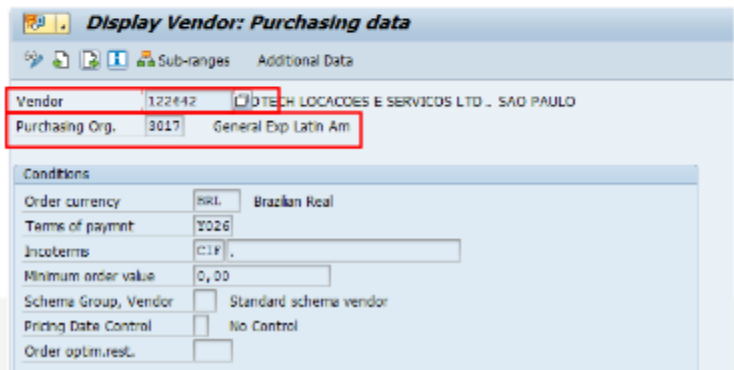 Display Vendor: Purchasing data
Sub-ranges Additional Data
Vendor 122442 OTECH LOCACOES E SERVICOS LTD.. SAO PAULO
Purchasing Org. 3017 General Exp Latin Am
Conditions
Order currency BRL Brazilian Real
Terms of paymnt Y026
Incoterms CIF .
Minimum order value 0,00
Schema Group, Vendor Standard schema vendor
Pricing Date Control No Control
Order optim.rest.